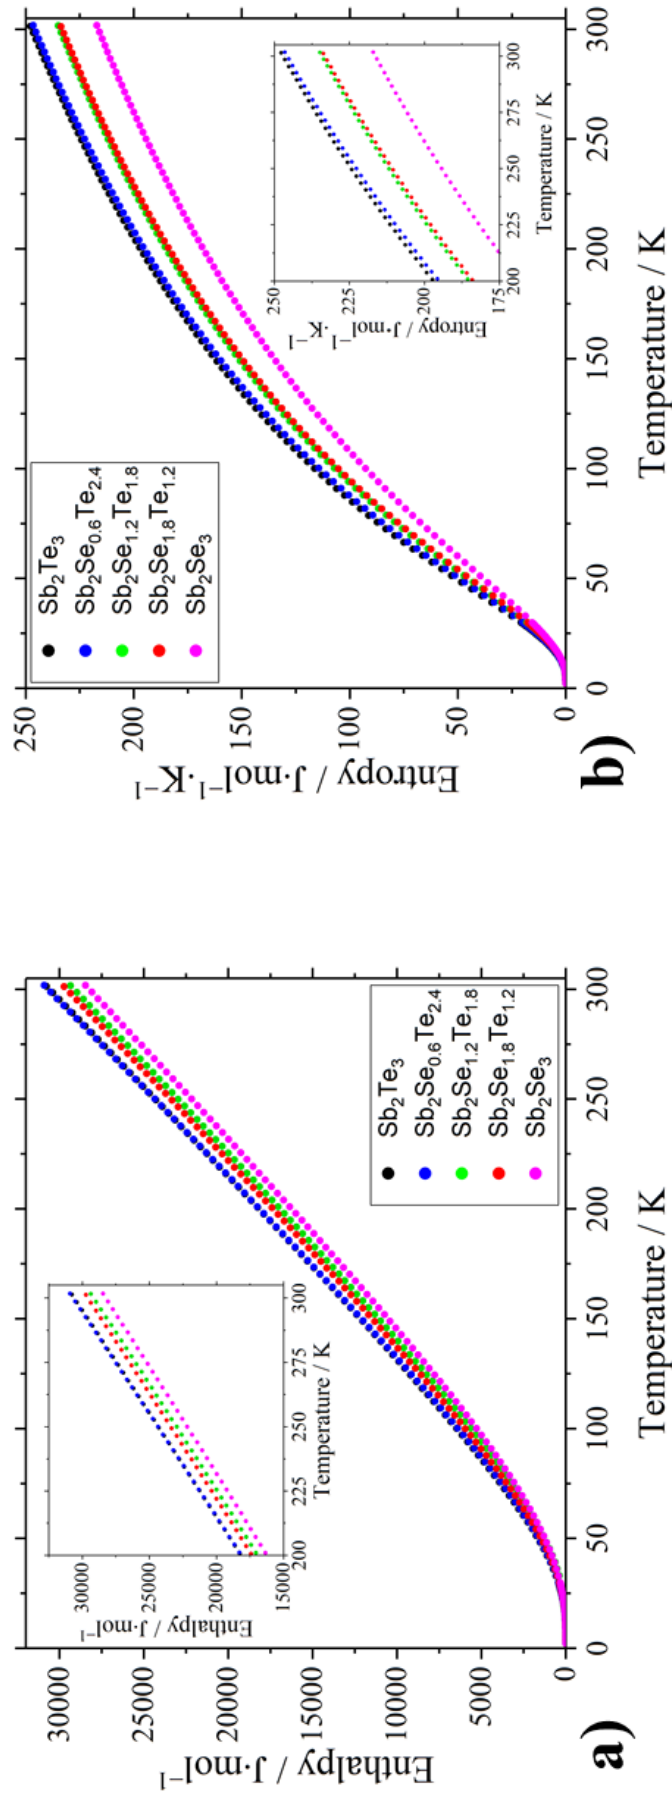 a)
Enthalpy / J·mol⁻¹
30000
25000
20000
15000
10000
5000
0
0
50
100
150
200
250
300
Temperature / K
Sb₂Te₃
Sb₂Se₀.₆Te₂.₄
Sb₂Se₁.₂Te₁.₈
Sb₂Se₁.₈Te₁.₂
Sb₂Se₃
Enthalpy / J·mol⁻¹
30000
25000
20000
15000
200
225
250
275
300
Temperature / K
b)
Entropy / J·mol⁻¹·K⁻¹
250
200
150
100
50
0
0
50
100
150
200
250
300
Temperature / K
Sb₂Te₃
Sb₂Se₀.₆Te₂.₄
Sb₂Se₁.₂Te₁.₈
Sb₂Se₁.₈Te₁.₂
Sb₂Se₃
Entropy / J·mol⁻¹·K⁻¹
250
225
200
175
200
225
250
275
300
Temperature / K